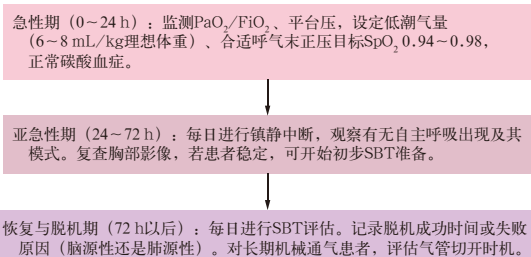 急性期（0～24 h）：监测PaO₂/FiO₂、平台压，设定低潮气量
（6～8 mL/kg理想体重）、合适呼气末正压目标SpO₂ 0.94～0.98，
正常碳酸血症。
亚急性期（24～72 h）：每日进行镇静中断，观察有无自主呼吸出现及其
模式。复查胸部影像，若患者稳定，可开始初步SBT准备。
恢复与脱机期（72 h以后）：每日进行SBT评估。记录脱机成功时间或失败
原因（脑源性还是肺源性）。对长期机械通气患者，评估气管切开时机。